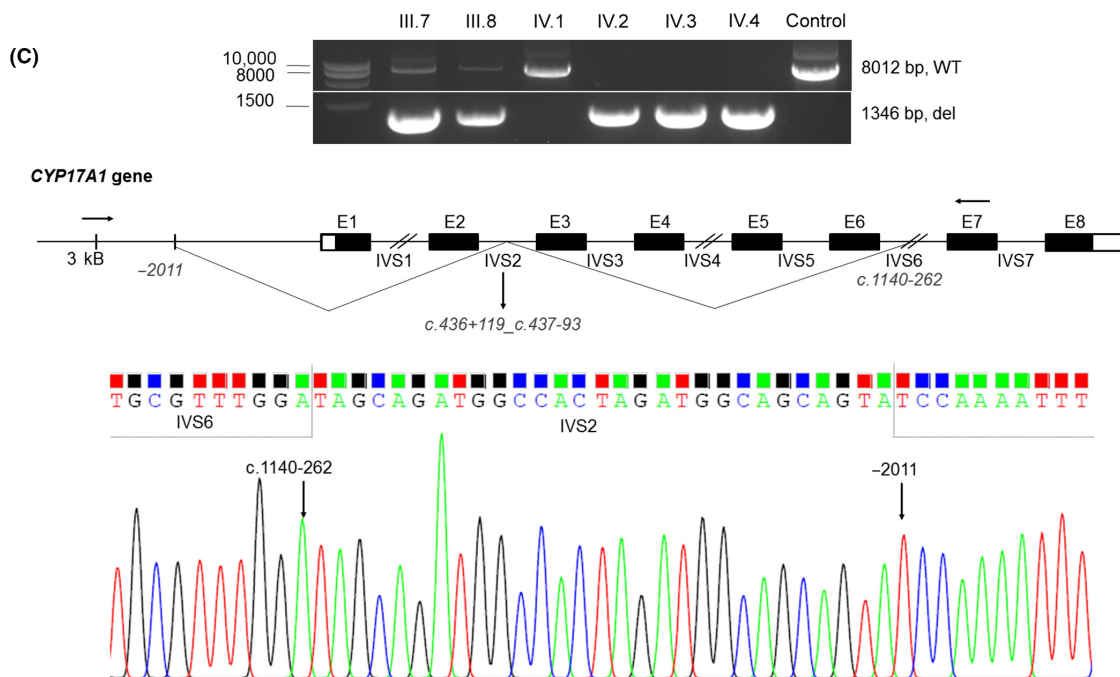 (C)
III.7 III.8 IV.1 IV.2 IV.3 IV.4 Control
10,000
8000
8012 bp, WT
1500
1346 bp, del
CYP17A1 gene
E1 E2 E3 E4 E5 E6 E7 E8
3 kB
IVS1 IVS2 IVS3 IVS4 IVS5 IVS6 IVS7
−2011
c.1140-262
c.436+119_c.437-93
TGCGTTTGGATAGCAGATGGCCACTAGATGGCAGCAGTATCCAAAATTT
IVS6 IVS2
c.1140-262
−2011